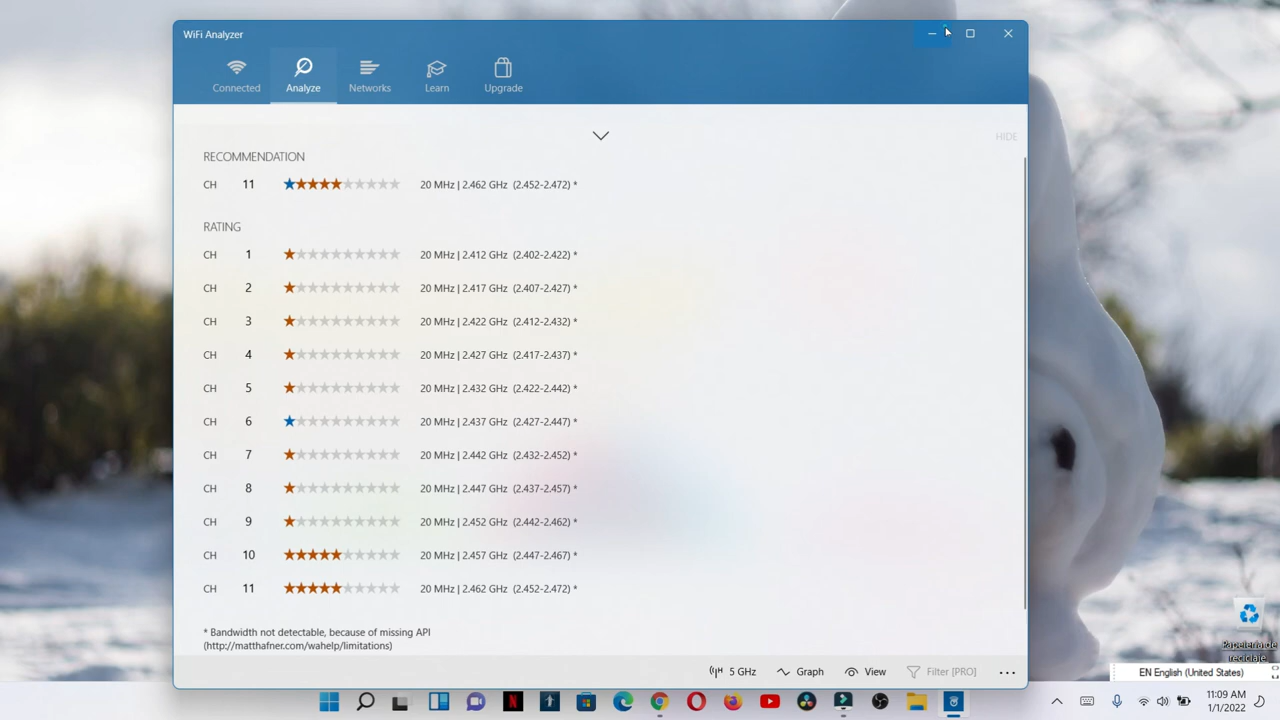 WiFi Analyzer
Connected
Analyze
Networks
Learn
Upgrade
HIDE
RECOMMENDATION
CH 11 20 MHz | 2.462 GHz (2.452-2.472) *
RATING
CH 1 20 MHz | 2.412 GHz (2.402-2.422) *
CH 2 20 MHz | 2.417 GHz (2.407-2.427) *
CH 3 20 MHz | 2.422 GHz (2.412-2.432) *
CH 4 20 MHz | 2.427 GHz (2.417-2.437) *
CH 5 20 MHz | 2.432 GHz (2.422-2.442) *
CH 6 20 MHz | 2.437 GHz (2.427-2.447) *
CH 7 20 MHz | 2.442 GHz (2.432-2.452) *
CH 8 20 MHz | 2.447 GHz (2.437-2.457) *
CH 9 20 MHz | 2.452 GHz (2.442-2.462) *
CH 10 20 MHz | 2.457 GHz (2.447-2.467) *
CH 11 20 MHz | 2.462 GHz (2.452-2.472) *
* Bandwidth not detectable, because of missing API
(http://matthafner.com/wahelp/limitations)
5 GHz
Graph
View
Filter [PRO]
Papelería de
reciclaje
EN English (United States)
11:09 AM
1/1/2022